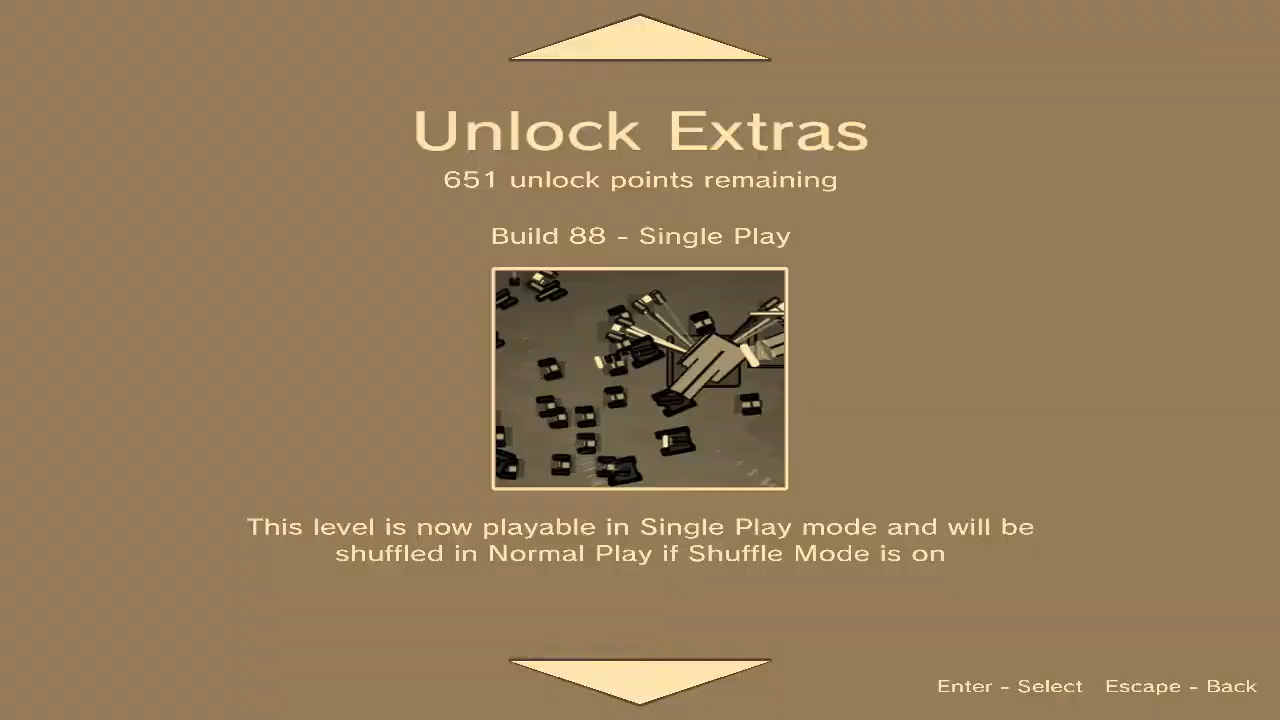 Unlock Extras
651 unlock points remaining
Build 88 - Single Play
This level is now playable in Single Play mode and will be
shuffled in Normal Play if Shuffle Mode is on
Enter - Select   Escape - Back